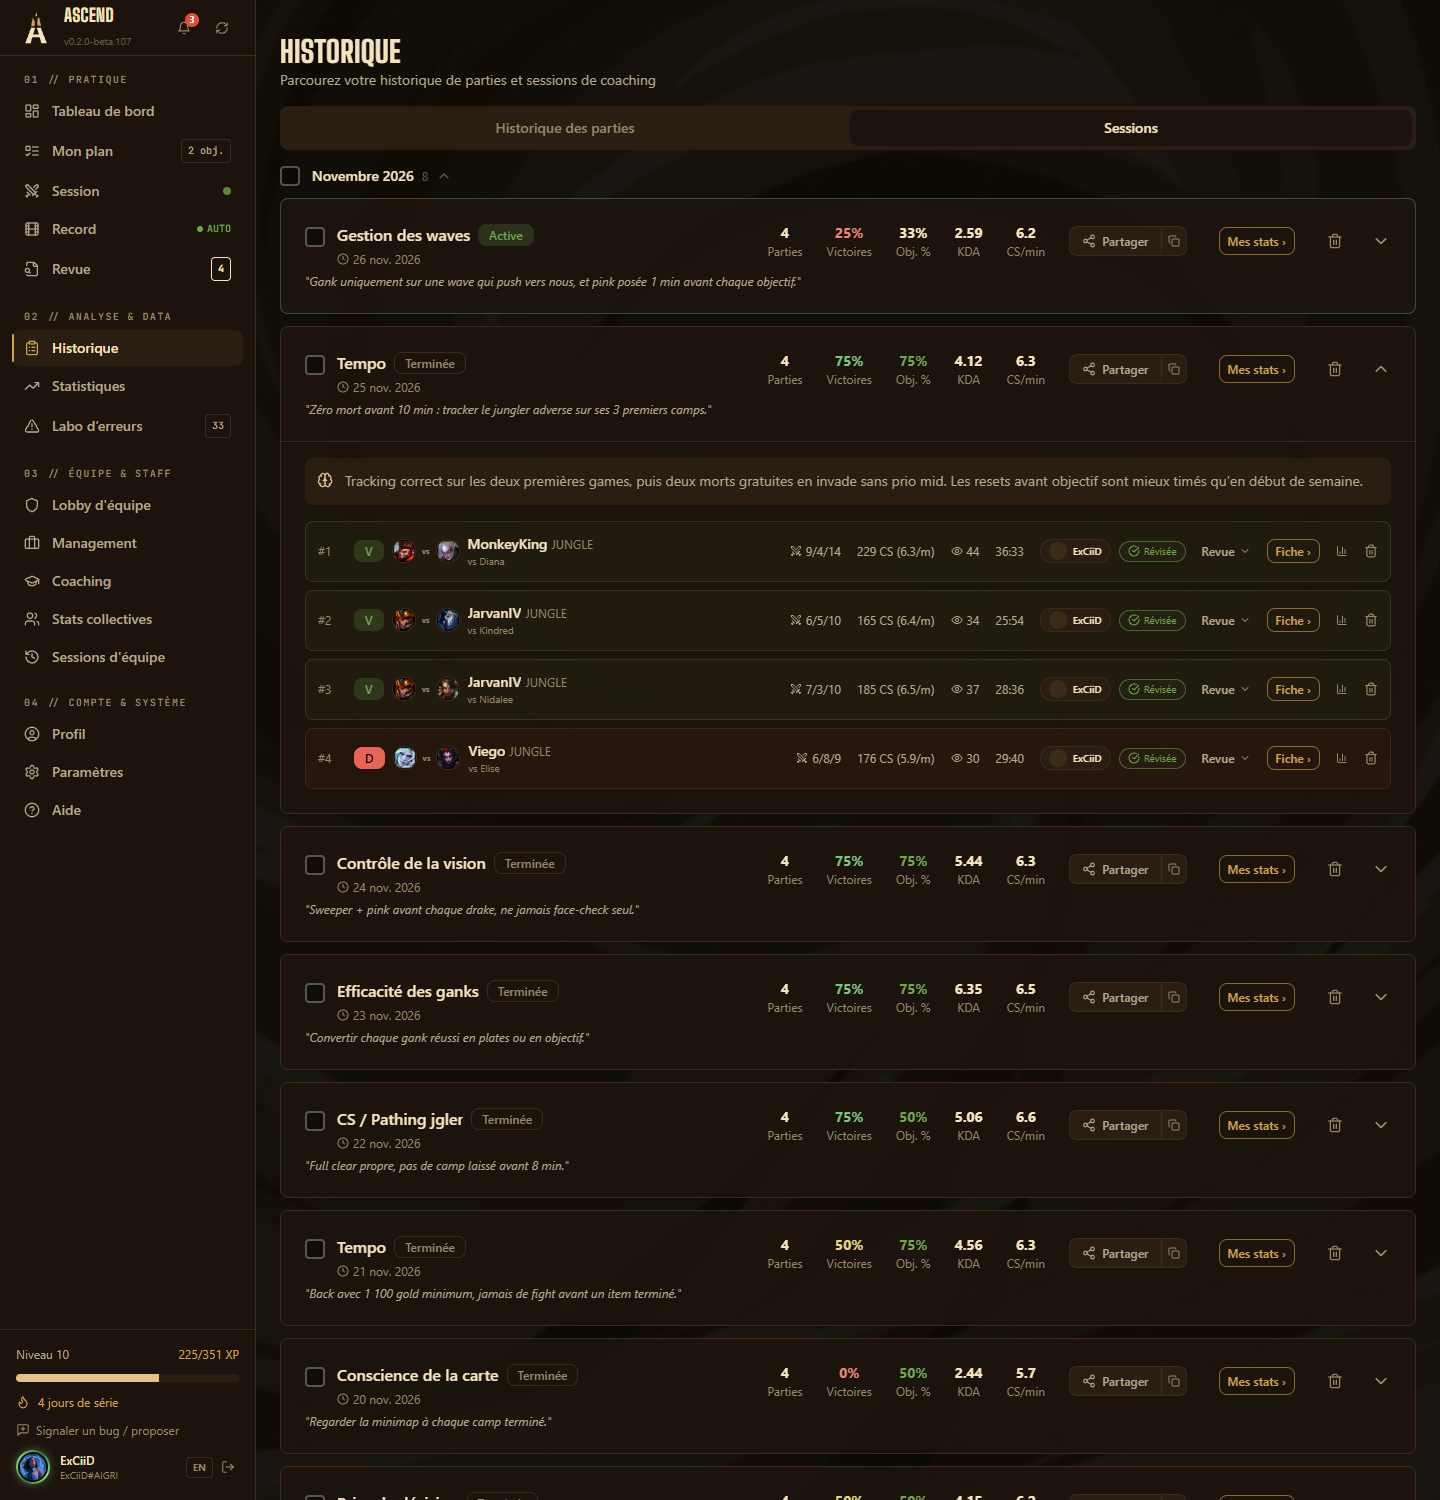 ASCEND
v0.2.0-beta.107
3
01 // PRATIQUE
Tableau de bord
Mon plan 2 obj.
Session
Record AUTO
Revue 4
02 // ANALYSE & DATA
Historique
Statistiques
Labo d'erreurs 33
03 // ÉQUIPE & STAFF
Lobby d'équipe
Management
Coaching
Stats collectives
Sessions d'équipe
04 // COMPTE & SYSTÈME
Profil
Paramètres
Aide
Niveau 10 225/351 XP
4 jours de série
Signaler un bug / proposer
ExCiiD
ExCiiD#AIGRI
EN
HISTORIQUE
Parcourez votre historique de parties et sessions de coaching
Historique des parties Sessions
Novembre 2026 8
Gestion des waves Active 4 25% 33% 2.59 6.2 Partager Mes stats ›
26 nov. 2026 Parties Victoires Obj. % KDA CS/min
"Gank uniquement sur une wave qui push vers nous, et pink posée 1 min avant chaque objectif."
Tempo Terminée 4 75% 75% 4.12 6.3 Partager Mes stats ›
25 nov. 2026 Parties Victoires Obj. % KDA CS/min
"Zéro mort avant 10 min : tracker le jungler adverse sur ses 3 premiers camps."
Tracking correct sur les deux premières games, puis deux morts gratuites en invade sans prio mid. Les resets avant objectif sont mieux timés qu'en début de semaine.
#1 V vs MonkeyKing JUNGLE 9/4/14 229 CS (6.3/m) 44 36:33 ExCiiD Révisée Revue Fiche ›
vs Diana
#2 V vs JarvanIV JUNGLE 6/5/10 165 CS (6.4/m) 34 25:54 ExCiiD Révisée Revue Fiche ›
vs Kindred
#3 V vs JarvanIV JUNGLE 7/3/10 185 CS (6.5/m) 37 28:36 ExCiiD Révisée Revue Fiche ›
vs Nidalee
#4 D vs Viego JUNGLE 6/8/9 176 CS (5.9/m) 30 29:40 ExCiiD Révisée Revue Fiche ›
vs Elise
Contrôle de la vision Terminée 4 75% 75% 5.44 6.3 Partager Mes stats ›
24 nov. 2026 Parties Victoires Obj. % KDA CS/min
"Sweeper + pink avant chaque drake, ne jamais face-check seul."
Efficacité des ganks Terminée 4 75% 75% 6.35 6.5 Partager Mes stats ›
23 nov. 2026 Parties Victoires Obj. % KDA CS/min
"Convertir chaque gank réussi en plates ou en objectif."
CS / Pathing jgler Terminée 4 75% 50% 5.06 6.6 Partager Mes stats ›
22 nov. 2026 Parties Victoires Obj. % KDA CS/min
"Full clear propre, pas de camp laissé avant 8 min."
Tempo Terminée 4 50% 75% 4.56 6.3 Partager Mes stats ›
21 nov. 2026 Parties Victoires Obj. % KDA CS/min
"Back avec 1 100 gold minimum, jamais de fight avant un item terminé."
Conscience de la carte Terminée 4 0% 50% 2.44 5.7 Partager Mes stats ›
20 nov. 2026 Parties Victoires Obj. % KDA CS/min
"Regarder la minimap à chaque camp terminé."